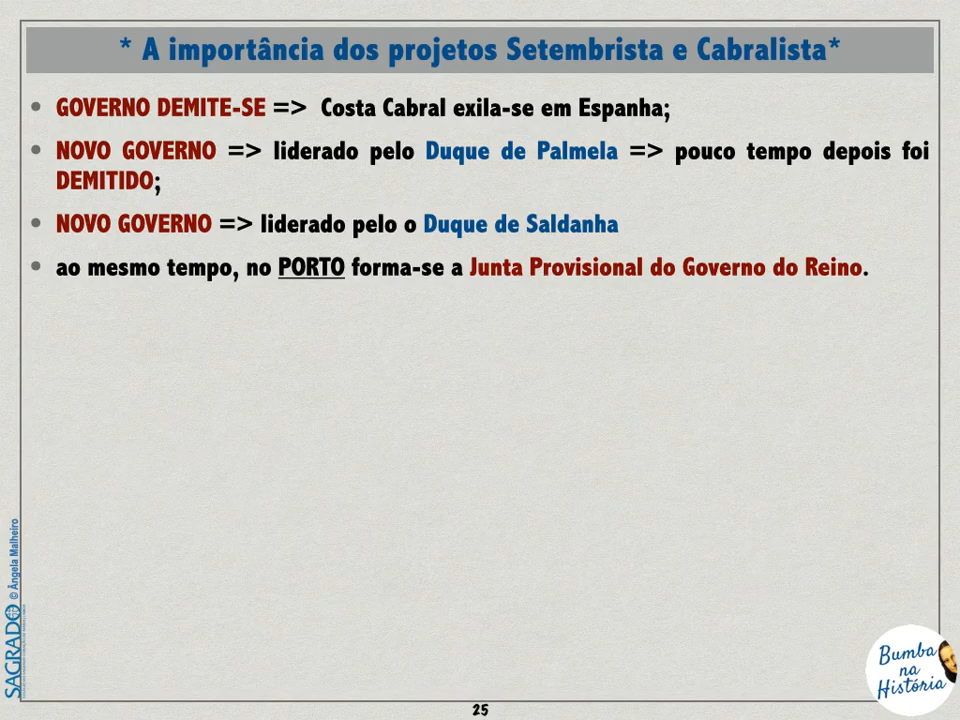 * A importância dos projetos Setembrista e Cabralista*
• GOVERNO DEMITE-SE => Costa Cabral exila-se em Espanha;
• NOVO GOVERNO => liderado pelo Duque de Palmela => pouco tempo depois foi
DEMITIDO;
• NOVO GOVERNO => liderado pelo o Duque de Saldanha
• ao mesmo tempo, no PORTO forma-se a Junta Provisional do Governo do Reino.
SAGRADO
© Ângela Malheiro
Bumba
na
História
25